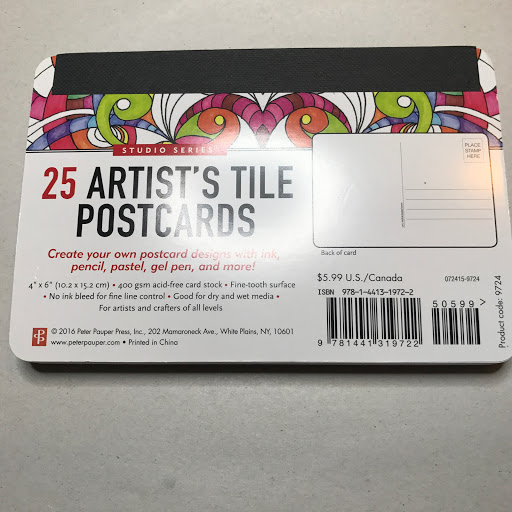 STUDIO SERIES
25 ARTIST'S TILE
POSTCARDS
Create your own postcard designs with ink,
pencil, pastel, gel pen, and more!
4" x 6" (10.2 x 15.2 cm) • 400 gsm acid-free card stock • Fine-tooth surface
• No ink bleed for fine line control • Good for dry and wet media •
For artists and crafters of all levels
© 2016 Peter Pauper Press, Inc., 202 Mamaroneck Ave., White Plains, NY, 10601
www.peterpauper.com • Printed in China
PLACE
STAMP
HERE
Back of card
$5.99 U.S./Canada
072415-9724
ISBN 978-1-4413-1972-2
50599>
9781441319722
Product code: 9724